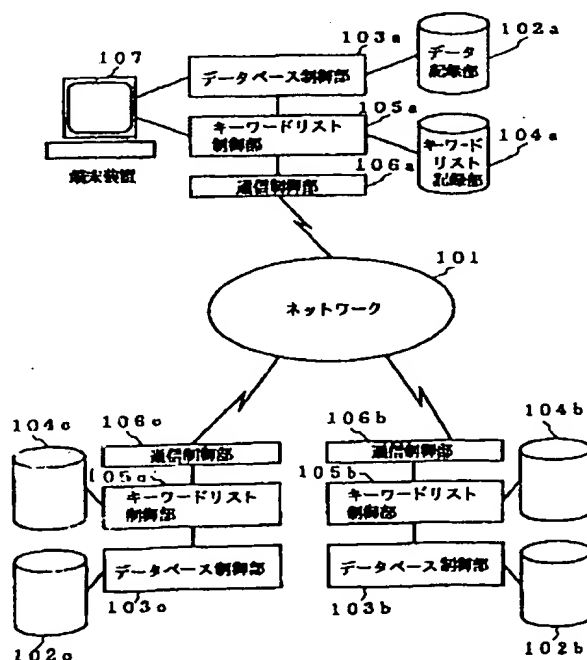 103a
102a
107
データベース制御部
データ
記録部
105a
キーワードリスト
制御部
104a
キーワード
リスト
記録部
端末装置
106a
通信制御部
101
ネットワーク
106c
104c
通信制御部
105c
キーワードリスト
制御部
データベース制御部
103c
102c
106b
104b
通信制御部
105b
キーワードリスト
制御部
データベース制御部
103b
102b